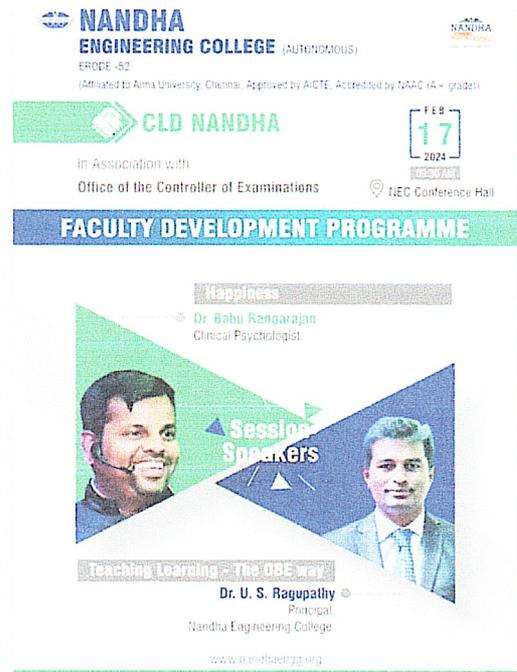 NANDHA
ENGINEERING COLLEGE (AUTONOMOUS)
ERODE -52
(Affiliated to Anna University, Chennai, Approved by AICTE, Accredited by NAAC (A+ grade))
NANDHA
CLD NANDHA
In Association with
Office of the Controller of Examinations
FEB
17
2024
09:30 AM
NEC Conference Hall
FACULTY DEVELOPMENT PROGRAMME
Happiness
Dr. Babu Rangarajan
Clinical Psychologist.
Session
Speakers
Teaching Learning - The OBE way
Dr. U. S. Ragupathy
Principal,
Nandha Engineering College.
www.nandhaengg.org